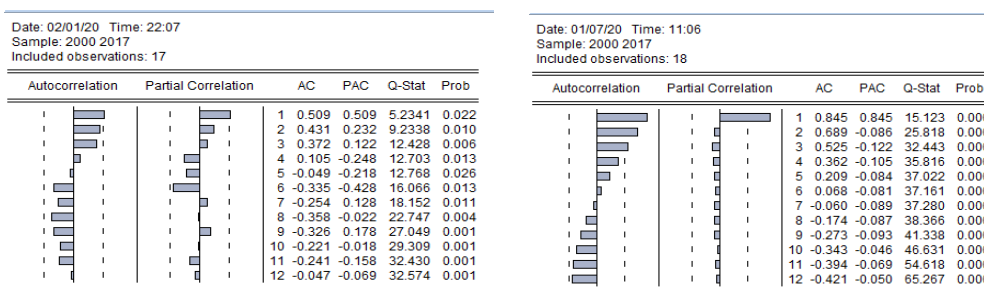 Date: 02/01/20 Time: 22:07
Sample: 2000 2017
Included observations: 17
Autocorrelation Partial Correlation AC PAC Q-Stat Prob
1 0.509 0.509 5.2341 0.022
2 0.431 0.232 9.2338 0.010
3 0.372 0.122 12.428 0.006
4 0.105 -0.248 12.703 0.013
5 -0.049 -0.218 12.768 0.026
6 -0.335 -0.428 16.066 0.013
7 -0.254 0.128 18.152 0.011
8 -0.358 -0.022 22.747 0.004
9 -0.326 0.178 27.049 0.001
10 -0.221 -0.018 29.309 0.001
11 -0.241 -0.158 32.430 0.001
12 -0.047 -0.069 32.574 0.001
Date: 01/07/20 Time: 11:06
Sample: 2000 2017
Included observations: 18
Autocorrelation Partial Correlation AC PAC Q-Stat Prob
1 0.845 0.845 15.123 0.00
2 0.689 -0.086 25.818 0.00
3 0.525 -0.122 32.443 0.00
4 0.362 -0.105 35.816 0.00
5 0.209 -0.084 37.022 0.00
6 0.068 -0.081 37.161 0.00
7 -0.060 -0.089 37.280 0.00
8 -0.174 -0.087 38.366 0.00
9 -0.273 -0.093 41.338 0.00
10 -0.343 -0.046 46.631 0.00
11 -0.394 -0.069 54.618 0.00
12 -0.421 -0.050 65.267 0.00